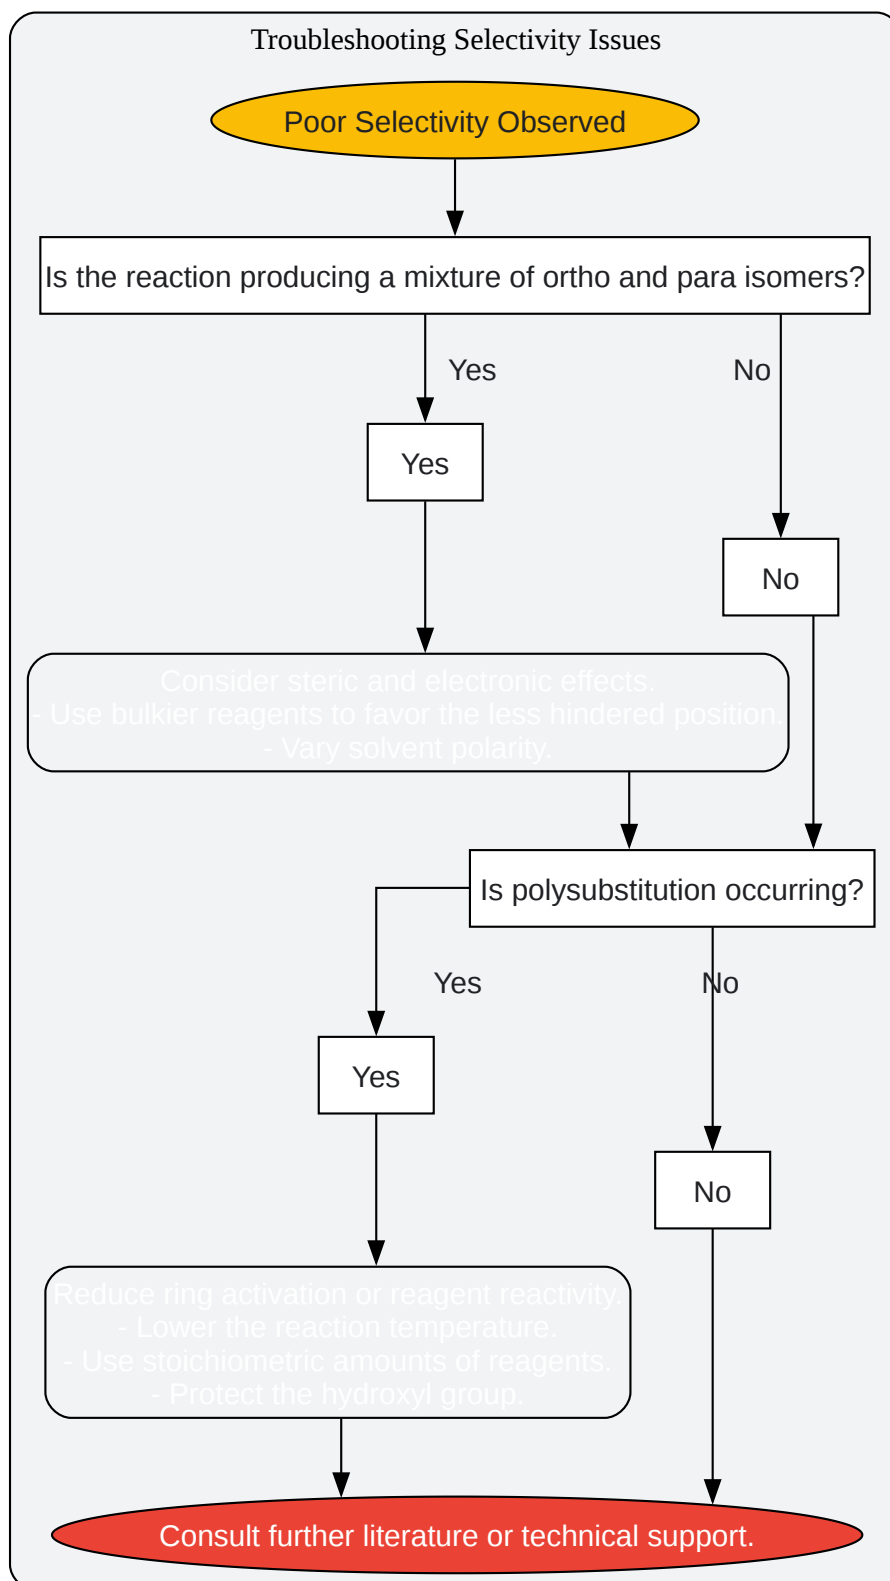 Troubleshooting Selectivity Issues
Poor Selectivity Observed
Is the reaction producing a mixture of ortho and para isomers?
Yes
No
Yes
No
Consider steric and electronic effects.
- Use bulkier reagents to favor the less hindered position.
- Vary solvent polarity.
Is polysubstitution occurring?
Yes
No
Yes
No
Reduce ring activation or reagent reactivity.
- Lower the reaction temperature.
- Use stoichiometric amounts of reagents.
- Protect the hydroxyl group.
Consult further literature or technical support.